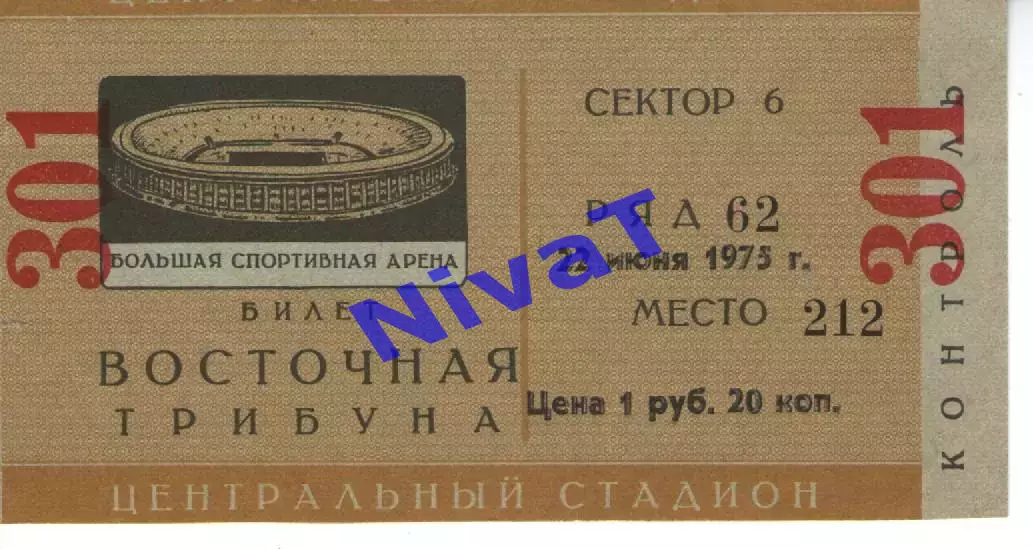 301
БОЛЬШАЯ СПОРТИВНАЯ АРЕНА
БИЛЕТ
ВОСТОЧНАЯ
ТРИБУНА
СЕКТОР 6
РЯД 62
22 июня 1975 г.
МЕСТО 212
Цена 1 руб. 20 коп.
ЦЕНТРАЛЬНЫЙ СТАДИОН
301
КОНТРОЛЬ
NivaT